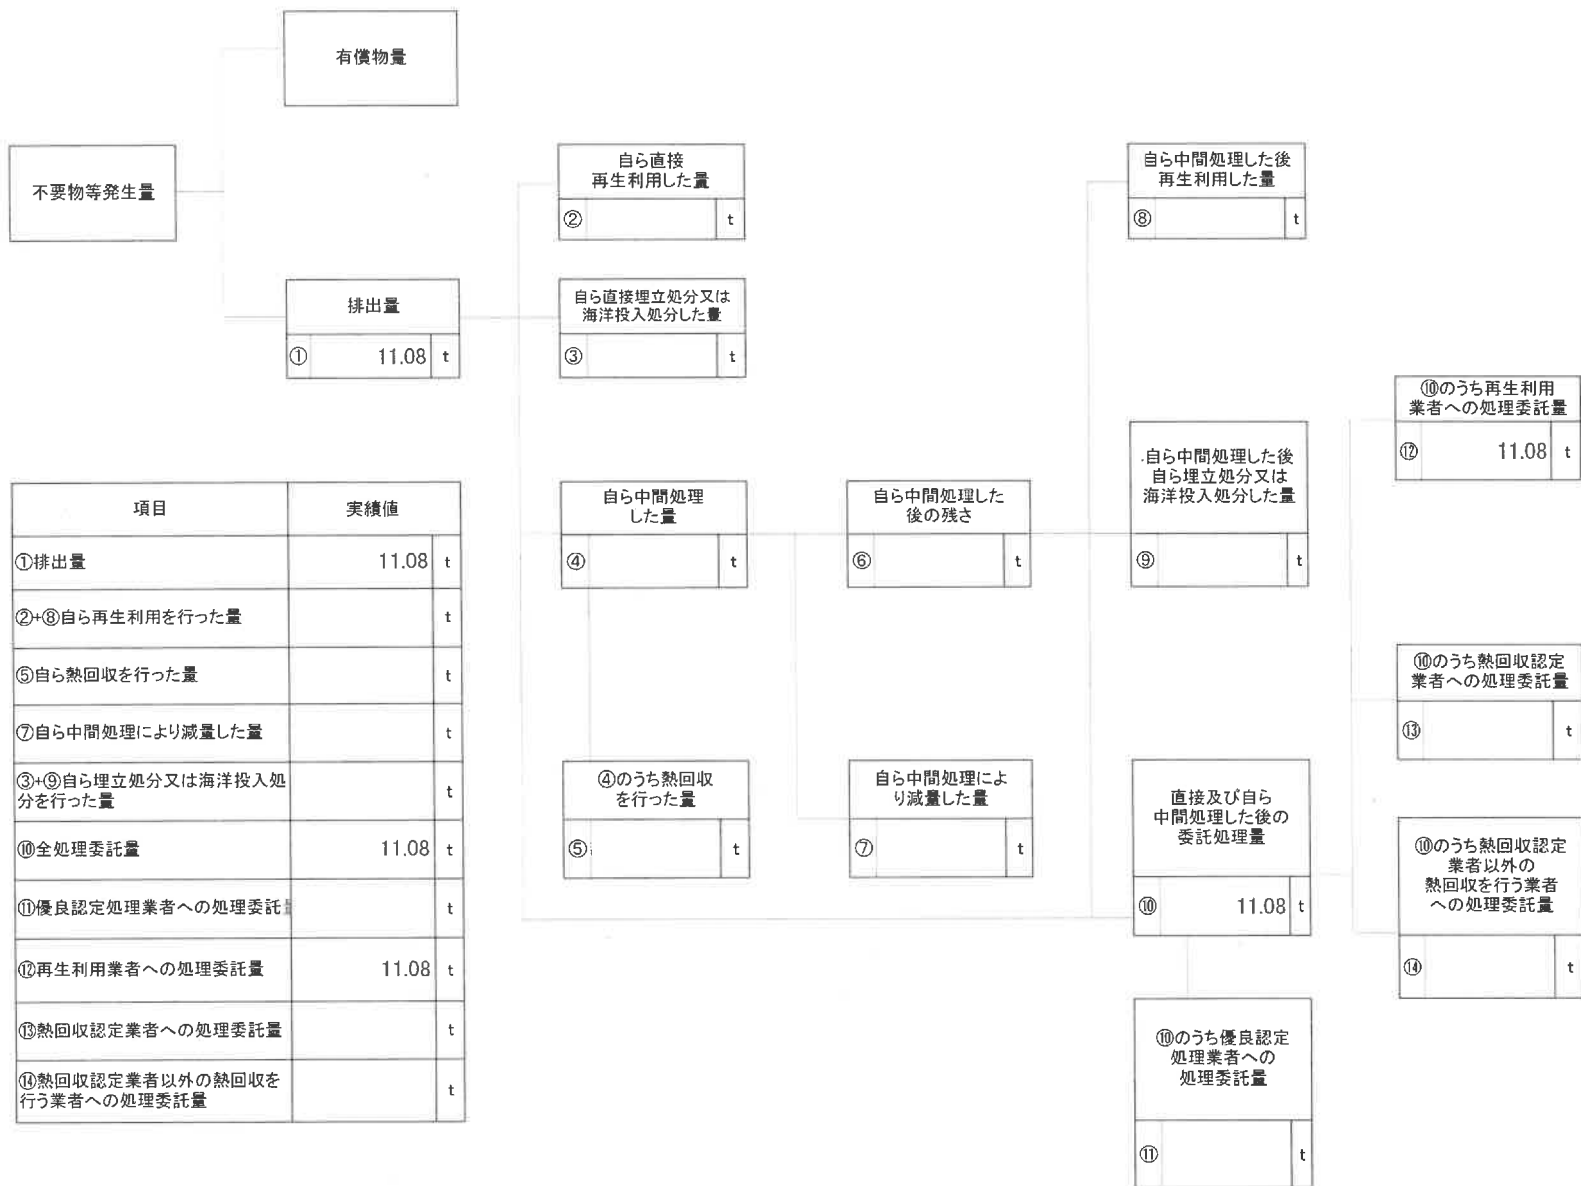 有償物量
不要物等発生量
排出量
① 11.08 t
自ら直接
再生利用した量
② t
自ら直接埋立処分又は
海洋投入処分した量
③ t
自ら中間処理
した量
④ t
④のうち熱回収
を行った量
⑤ t
自ら中間処理した
後の残さ
⑥ t
自ら中間処理によ
り減量した量
⑦ t
自ら中間処理した後
再生利用した量
⑧ t
自ら中間処理した後
自ら埋立処分又は
海洋投入処分した量
⑨ t
直接及び自ら
中間処理した後の
委託処理量
⑩ 11.08 t
⑩のうち優良認定
処理業者への
処理委託量
⑪ t
⑩のうち再生利用
業者への処理委託量
⑫ 11.08 t
⑩のうち熱回収認定
業者への処理委託量
⑬ t
⑩のうち熱回収認定
業者以外の
熱回収を行う業者
への処理委託量
⑭ t
項目 実績値
①排出量 11.08 t
②+⑧自ら再生利用を行った量 t
⑤自ら熱回収を行った量 t
⑦自ら中間処理により減量した量 t
③+⑨自ら埋立処分又は海洋投入処
分を行った量 t
⑩全処理委託量 11.08 t
⑪優良認定処理業者への処理委託 t
⑫再生利用業者への処理委託量 11.08 t
⑬熱回収認定業者への処理委託量 t
⑭熱回収認定業者以外の熱回収を
行う業者への処理委託量 t